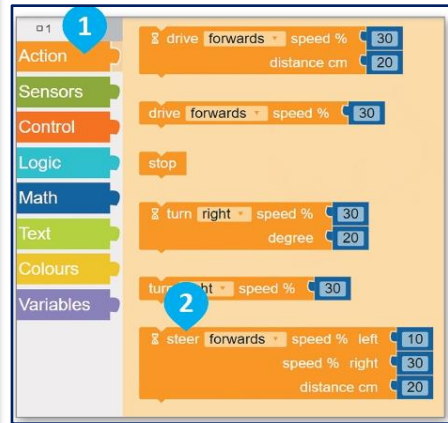 1
1
Action
Sensors
Control
Logic
Math
Text
Colours
Variables
drive forwards speed % 30
distance cm 20
drive forwards speed % 30
stop
turn right speed % 30
degree 20
speed % 30
2
steer forwards speed % left 10
speed % right 30
distance cm 20